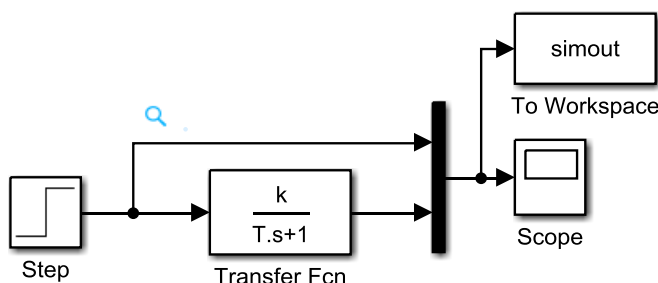 simout
To Workspace
k
T.s+1
Step
Transfer Fcn
Scope